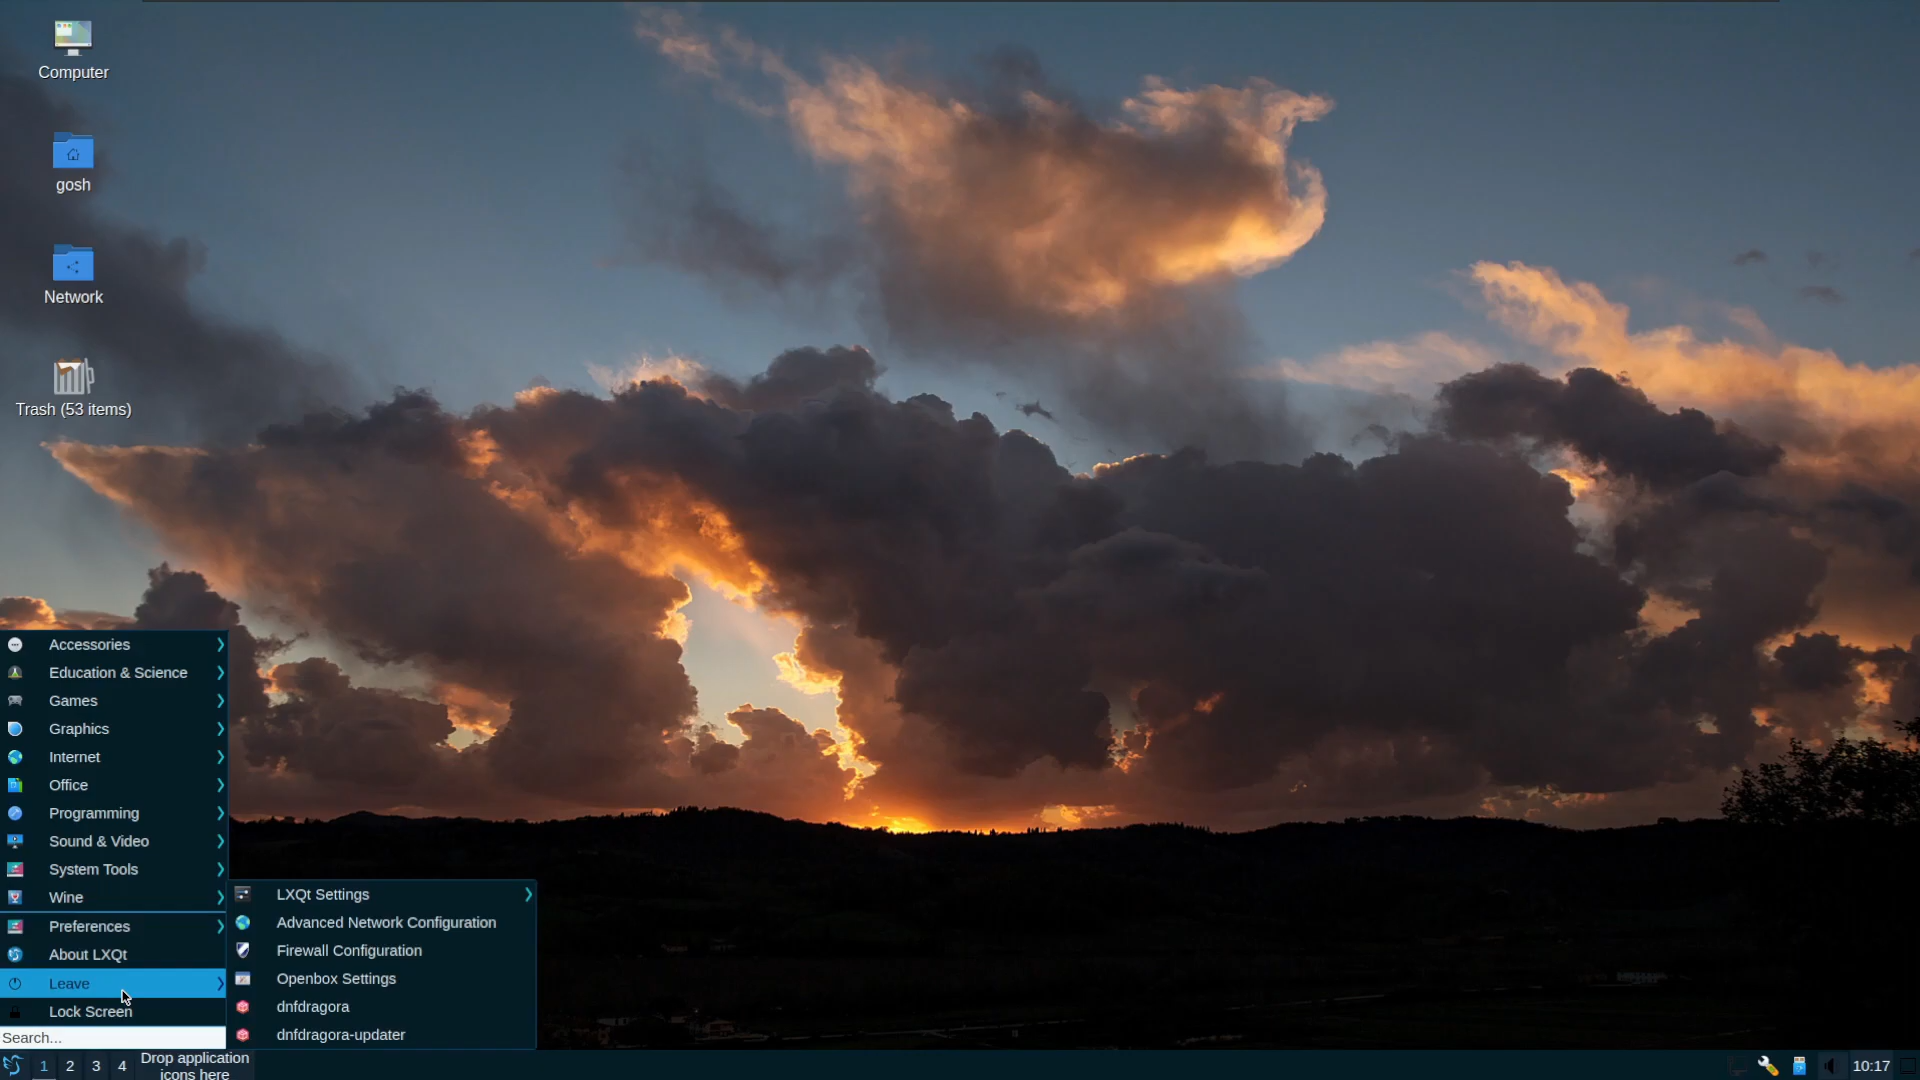 Computer
gosh
Network
Trash (53 items)
Accessories
Education & Science
Games
Graphics
Internet
Office
Programming
Sound & Video
System Tools
Wine
Preferences
About LXQt
Leave
Lock Screen
Search...
LXQt Settings
Advanced Network Configuration
Firewall Configuration
Openbox Settings
dnfdragora
dnfdragora-updater
1 2 3 4
Drop application
icons here
10:17